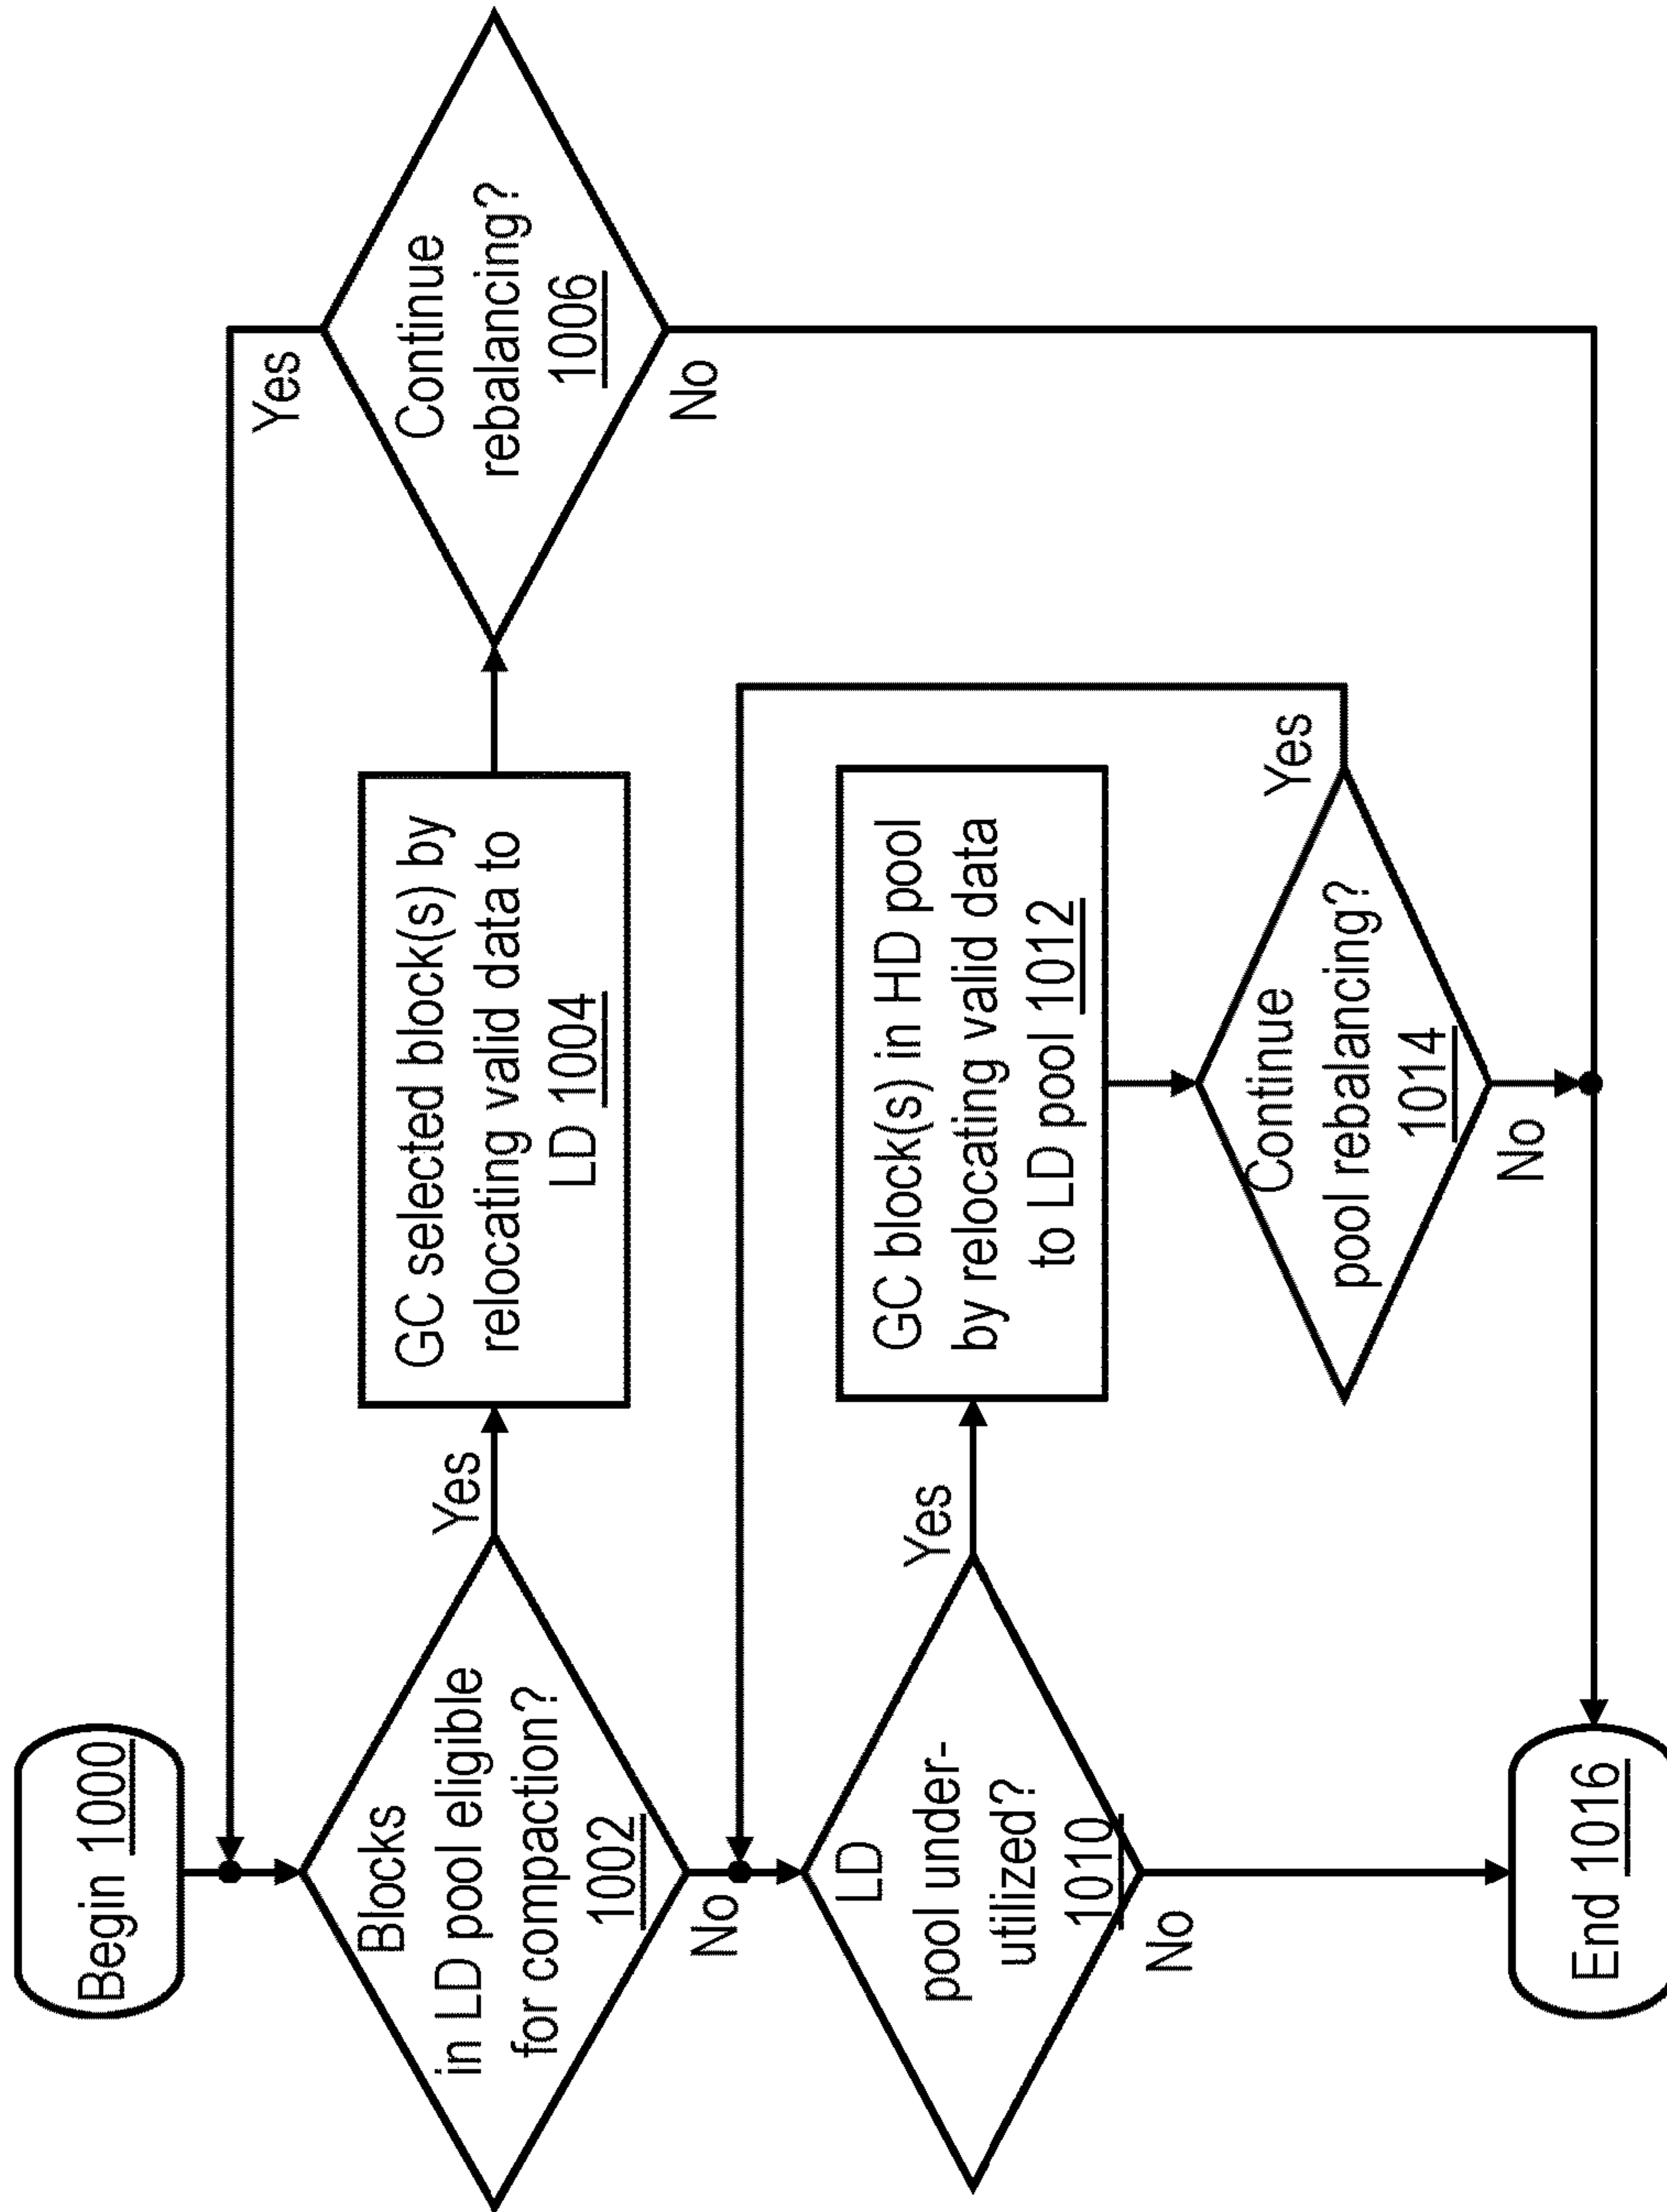 Begin 1000
Blocks
in LD pool eligible
for compaction?
1002
Yes
No
GC selected block(s) by
relocating valid data to
LD 1004
Continue
rebalancing?
1006
Yes
No
LD
pool under-
utilized?
1010
Yes
No
GC block(s) in HD pool
by relocating valid data
to LD pool 1012
Continue
pool rebalancing?
1014
Yes
No
End 1016